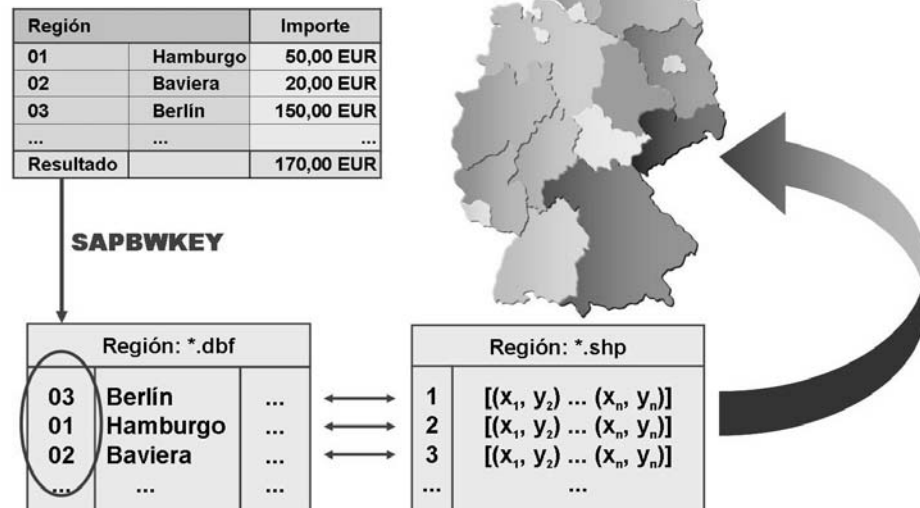 Región Importe
01 Hamburgo 50,00 EUR
02 Baviera 20,00 EUR
03 Berlín 150,00 EUR
... ... ...
Resultado 170,00 EUR
SAPBWKEY
Región: *.dbf
03 Berlín ...
01 Hamburgo ...
02 Baviera ...
... ... ...
Región: *.shp
1 [(x₁, y₂) ... (xₙ, yₙ)]
2 [(x₁, y₂) ... (xₙ, yₙ)]
3 [(x₁, y₂) ... (xₙ, yₙ)]
... ...